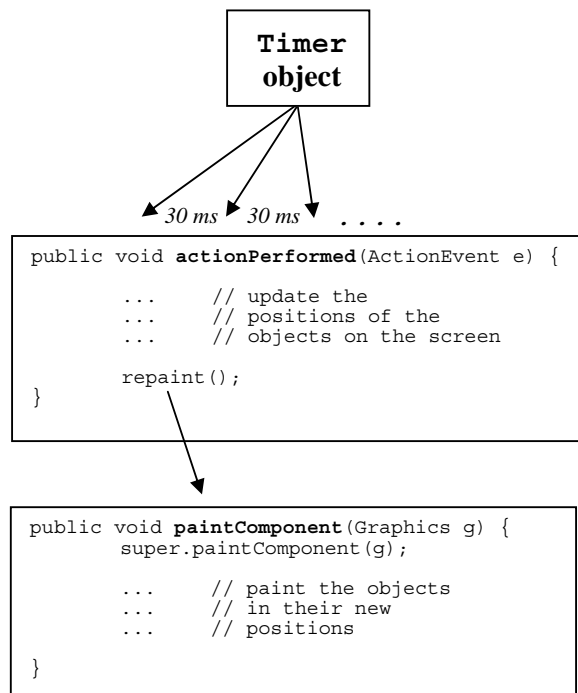 Timer
object
30 ms 30 ms . . . .
public void actionPerformed(ActionEvent e) {
... // update the
... // positions of the
... // objects on the screen
repaint();
}
public void paintComponent(Graphics g) {
super.paintComponent(g);
... // paint the objects
... // in their new
... // positions
}